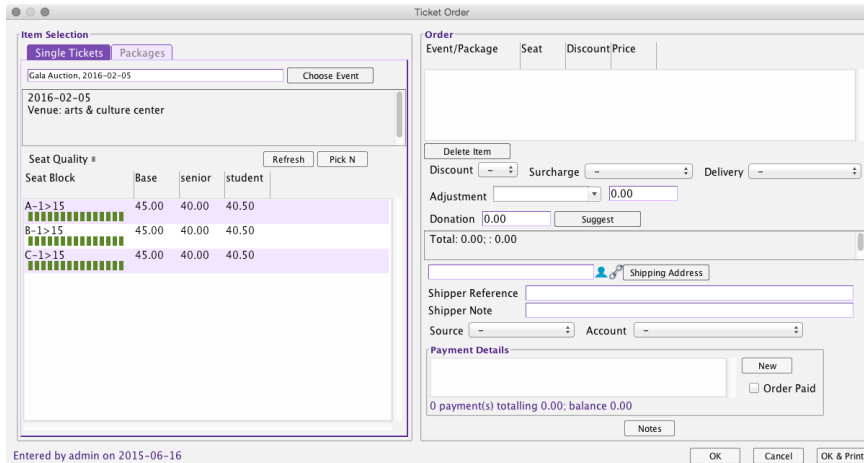 Ticket Order
Item Selection
Single Tickets Packages
Gala Auction, 2016-02-05 Choose Event
2016-02-05
Venue: arts & culture center
Seat Quality
Refresh Pick N
Seat Block Base senior student
A-1>15 45.00 40.00 40.50
B-1>15 45.00 40.00 40.50
C-1>15 45.00 40.00 40.50
Entered by admin on 2015-06-16
Order
Event/Package Seat Discount Price
Delete Item
Discount - Surcharge - Delivery -
Adjustment 0.00
Donation 0.00 Suggest
Total: 0.00; : 0.00
Shipping Address
Shipper Reference
Shipper Note
Source - Account -
Payment Details
New
Order Paid
0 payment(s) totalling 0.00; balance 0.00
Notes
OK Cancel OK & Print